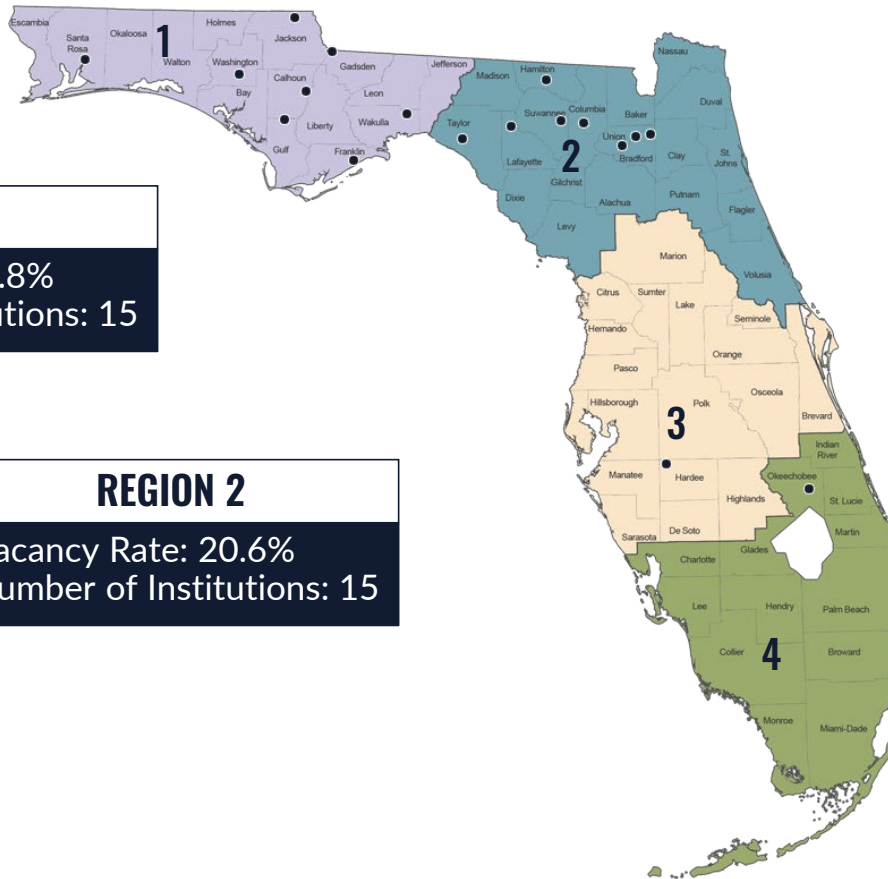 Escambia
Santa
Rosa
Okaloosa
1
Walton
Holmes
Washington
Bay
Jackson
Calhoun
Gulf
Liberty
Gadsden
Leon
Wakulla
Franklin
Jefferson
Madison
Taylor
Hamilton
Suwannee
Lafayette
Dixie
Columbia
2
Gilchrist
Levy
Union
Bradford
Alachua
Baker
Nassau
Duval
Clay
St.
Johns
Putnam
Flagler
Volusia
.8%
utions: 15
REGION 2
acancy Rate: 20.6%
umber of Institutions: 15
Marion
Citrus
Sumter
Lake
Hernando
Seminole
Orange
Pasco
Osceola
Hillsborough
Polk
3
Brevard
Manatee
Hardee
Highlands
Sarasota
De Soto
Indian
River
Okeechobee
St. Lucie
Martin
Charlotte
Glades
Lee
Hendry
Palm Beach
Collier
4
Broward
Monroe
Miami-Dade